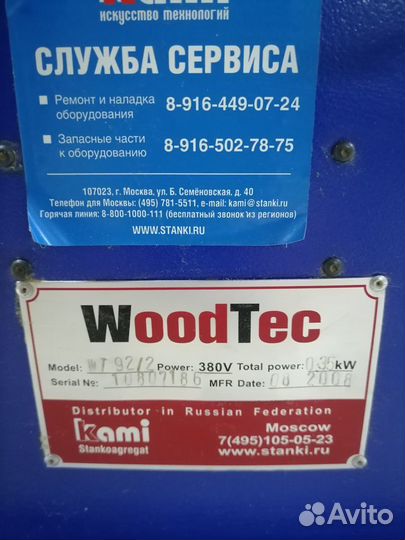 искусство технологий
СЛУЖБА СЕРВИСА
Ремонт и наладка оборудования 8-916-449-07-24
Запасные части к оборудованию 8-916-502-78-75
107023, г. Москва, ул. Б. Семёновская, д. 40
Телефон для Москвы: (495) 781-5511, e-mail: kami@stanki.ru
Горячая линия: 8-800-1000-111 (бесплатный звонок из регионов)
WWW.STANKI.RU
WoodTec
Model: WT 92/2 Power: 380V Total power: 0.35kW
Serial №: 10807186 MFR Date: 08 2008
Distributor in Russian Federation
kami Moscow
Stankoagregat 7(495)105-05-23
www.stanki.ru
Avito